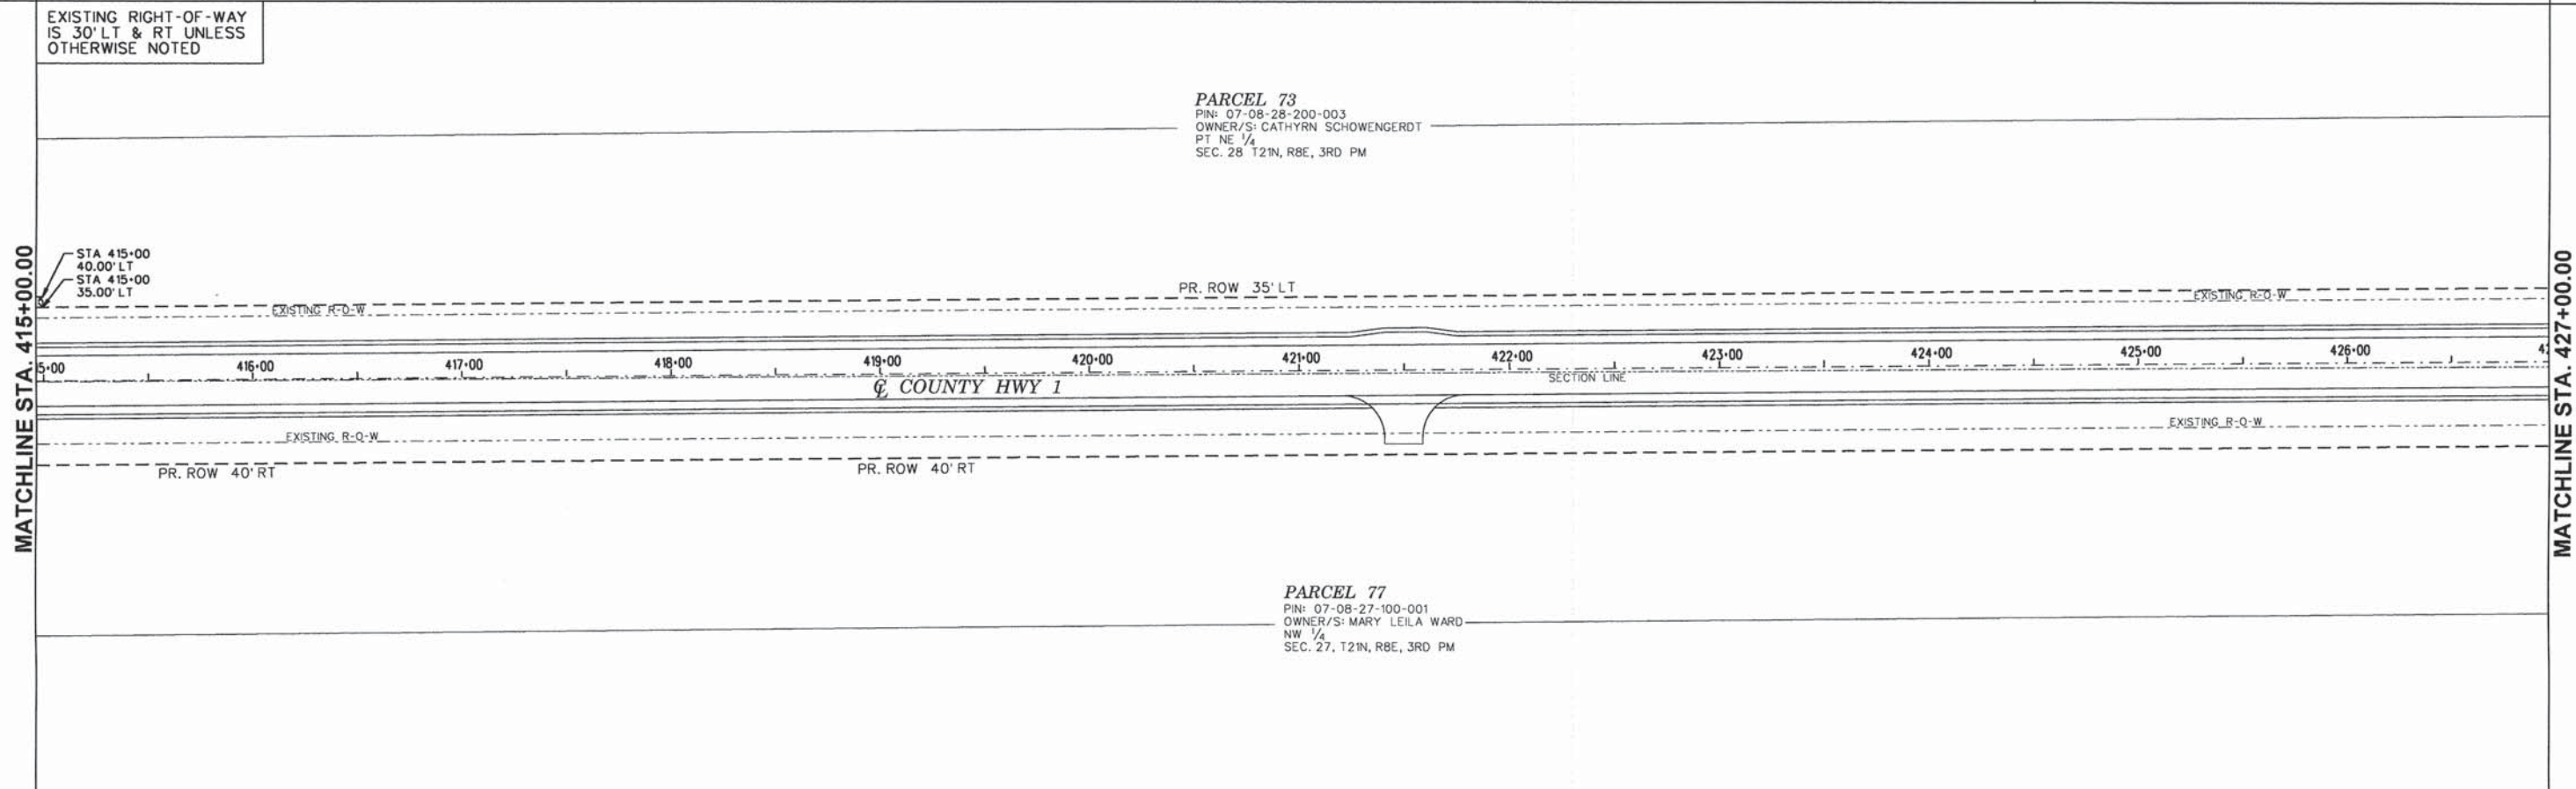 EXISTING RIGHT-OF-WAY
IS 30' LT & RT UNLESS
OTHERWISE NOTED
PARCEL 73
PIN: 07-08-28-200-003
OWNER/S: CATHYRN SCHOWENGERDT
PT NE 1/4
SEC. 28 T21N, R8E, 3RD PM
MATCHLINE STA. 415+00.00
STA 415+00
40.00' LT
STA 415+00
35.00' LT
PR. ROW 35' LT
EXISTING R-O-W
EXISTING R-O-W
5+00 416+00 417+00 418+00 419+00 420+00 421+00 422+00 423+00 424+00 425+00 426+00 42
SECTION LINE
℄ COUNTY HWY 1
EXISTING R-O-W
EXISTING R-O-W
PR. ROW 40' RT
PR. ROW 40' RT
MATCHLINE STA. 427+00.00
PARCEL 77
PIN: 07-08-27-100-001
OWNER/S: MARY LEILA WARD
NW 1/4
SEC. 27, T21N, R8E, 3RD PM